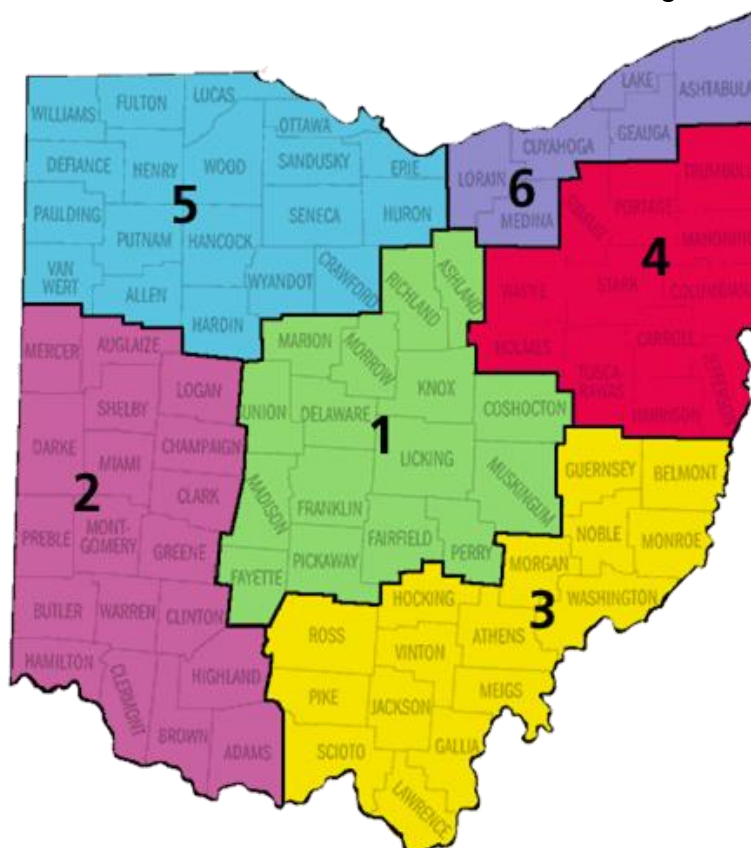 LAKE
ASHTABULA
LUCAS
FULTON
WILLIAMS
OTTAWA
GEAUGA
CUYAHOGA
DEFIANCE
HENRY
WOOD
SANDUSKY
ERIE
LORAIN
TRUMBULL
6
5
PAULDING
SENECA
HURON
MEDINA
SUMMIT
PORTAGE
PUTNAM
HANCOCK
MAHONING
4
VAN
WERT
ALLEN
WYANDOT
CRAWFORD
RICHLAND
ASHLAND
WAYNE
STARK
COLUMBIANA
HARDIN
MERCER
AUGLAIZE
MARION
MORROW
HOLMES
CARROLL
LOGAN
KNOX
TUSCA-
RAWAS
JEFFERSON
SHELBY
UNION
DELAWARE
COSHOCTON
HARRISON
1
DARKE
MIAMI
CHAMPAIGN
LICKING
GUERNSEY
BELMONT
2
CLARK
MADISON
FRANKLIN
MUSKINGUM
PREBLE
MONT-
GOMERY
GREENE
FAIRFIELD
PERRY
NOBLE
MONROE
FAYETTE
PICKAWAY
MORGAN
BUTLER
WARREN
CLINTON
HOCKING
3
WASHINGTON
ROSS
ATHENS
HAMILTON
CLERMONT
HIGHLAND
VINTON
PIKE
JACKSON
MEIGS
BROWN
ADAMS
SCIOTO
GALLIA
LAWRENCE